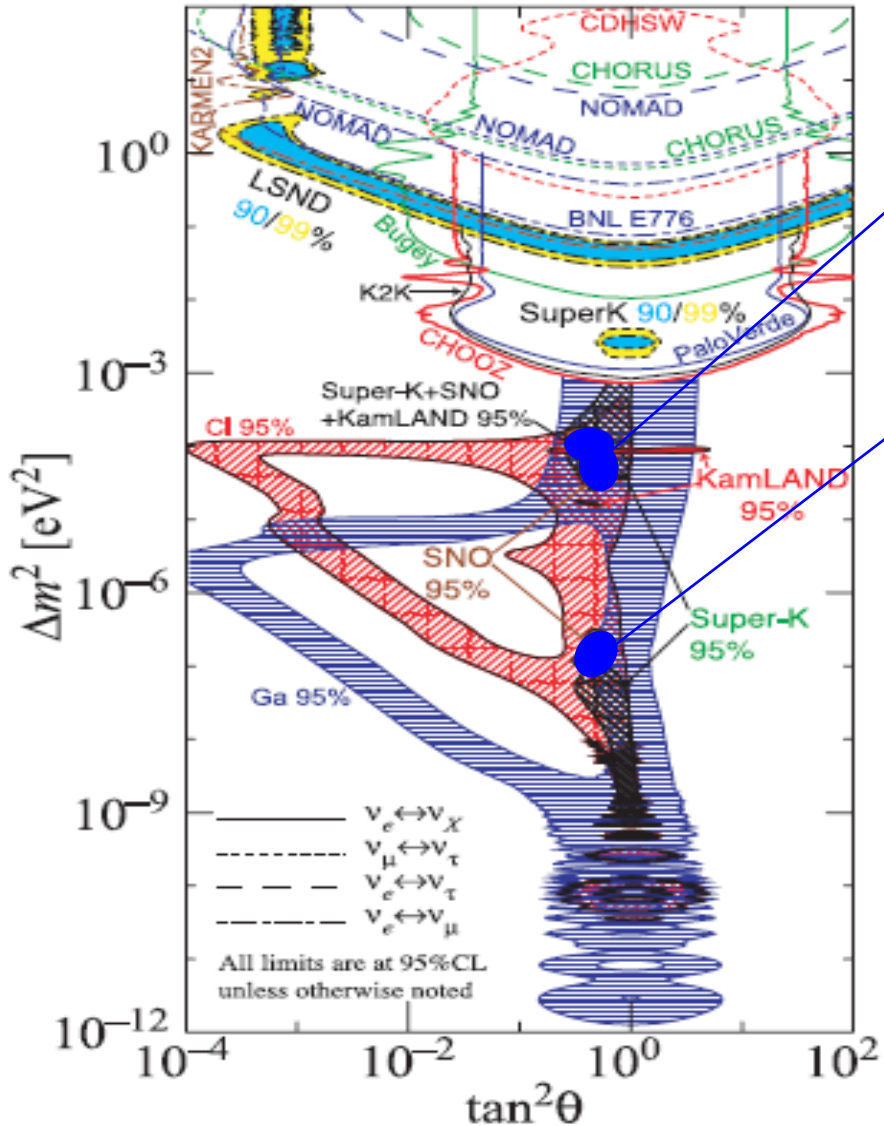 CDHSW
CHORUS
NOMAD
KARMEN2
NOMAD
NOMAD
CHORUS
10⁰
LSND
90/99%
BNL E776
Bugey
K2K
SuperK 90/99%
PaloVerde
CHOOZ
10⁻³
Super-K+SNO
+KamLAND 95%
Cl 95%
KamLAND
95%
SNO
95%
10⁻⁶
Super-K
95%
Ga 95%
10⁻⁹
νₑ↔νX
νμ↔ντ
νₑ↔ντ
νₑ↔νμ
All limits are at 95%CL
unless otherwise noted
10⁻¹²
10⁻⁴ 10⁻² 10⁰ 10²
tan²θ
Δm² [eV²]